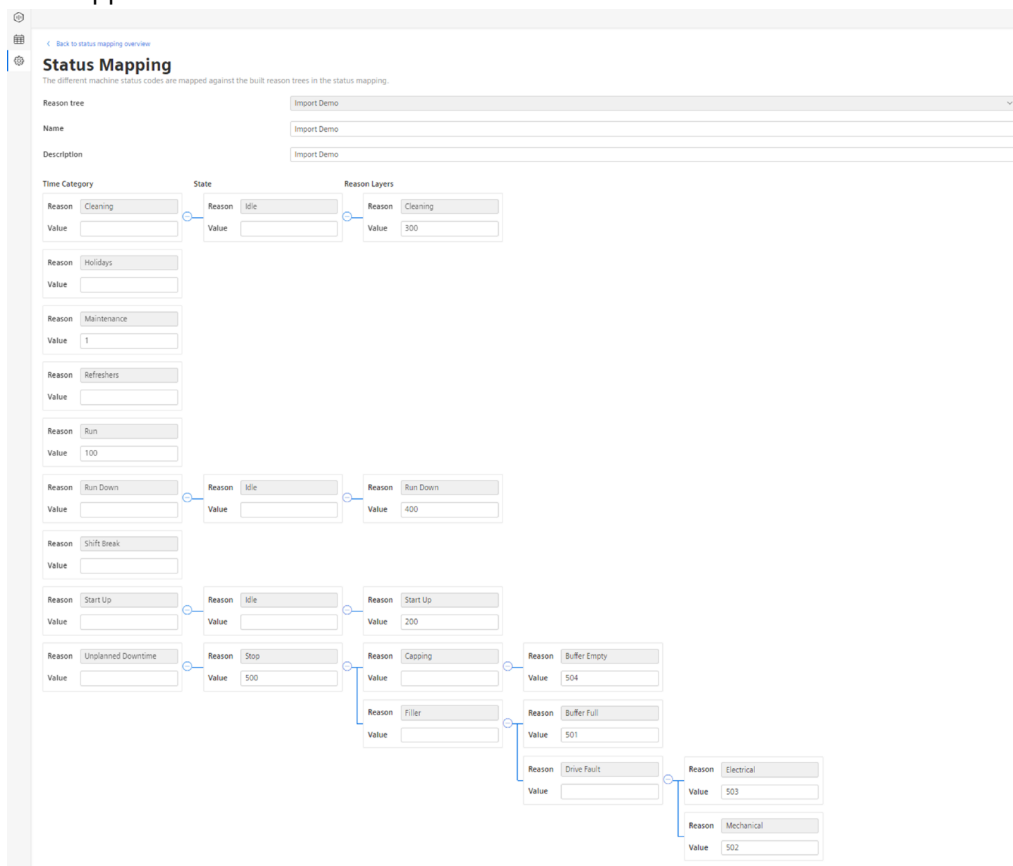 Back to status mapping overview
Status Mapping
The different machine status codes are mapped against the built reason trees in the status mapping.
Reason tree Import Demo
Name Import Demo
Description Import Demo
Time Category State Reason Layers
Reason Cleaning Reason Idle Reason Cleaning
Value Value Value 300
Reason Holidays
Value
Reason Maintenance
Value 1
Reason Refreshers
Value
Reason Run
Value 100
Reason Run Down Reason Idle Reason Run Down
Value Value Value 400
Reason Shift Break
Value
Reason Start Up Reason Idle Reason Start Up
Value Value Value 200
Reason Unplanned Downtime Reason Stop Reason Capping Reason Buffer Empty
Value Value 500 Value Value 504
Reason Filler Reason Buffer Full
Value Value 501
Reason Drive Fault Reason Electrical
Value Value 503
Reason Mechanical
Value 502